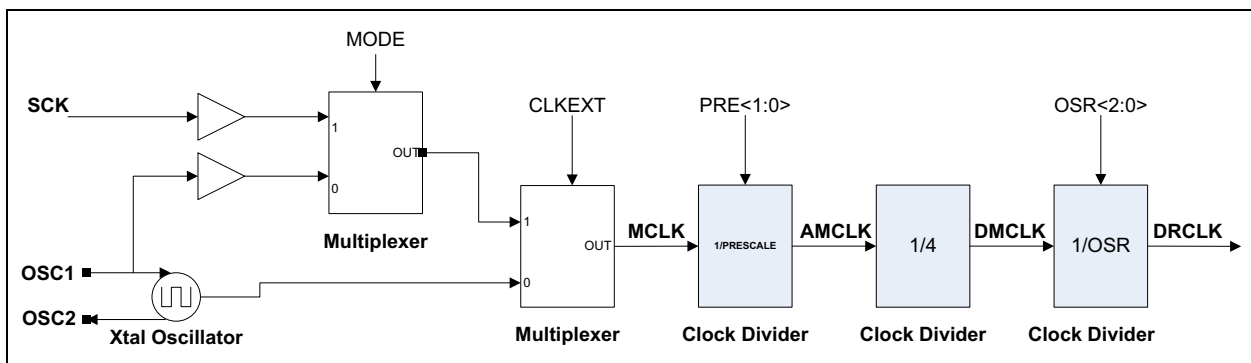 MODE
SCK
CLKEXT
PRE<1:0>
OSR<2:0>
1
OUT
0
Multiplexer
1
OUT
0
MCLK
1/PRESCALE
AMCLK
1/4
DMCLK
1/OSR
DRCLK
OSC1
OSC2
Xtal Oscillator
Multiplexer
Clock Divider
Clock Divider
Clock Divider